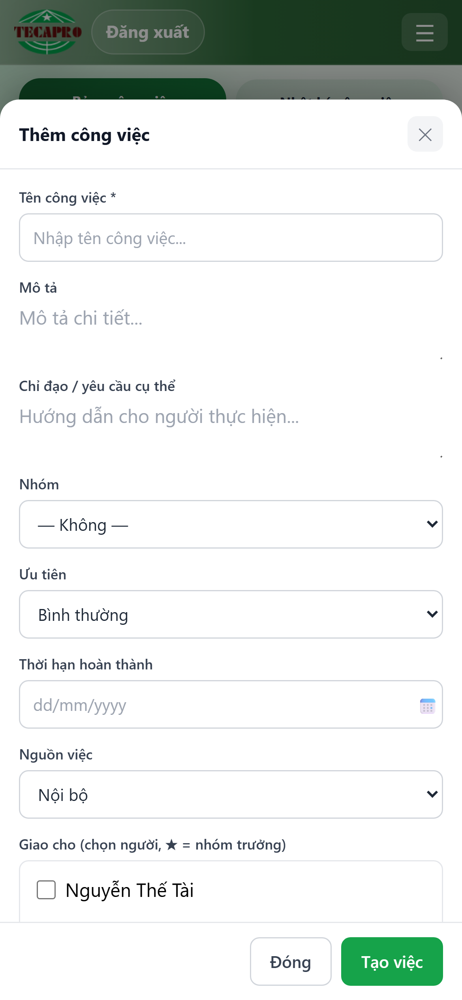 TECAPRO
Đăng xuất
Thêm công việc
Tên công việc *
Nhập tên công việc...
Mô tả
Mô tả chi tiết...
Chỉ đạo / yêu cầu cụ thể
Hướng dẫn cho người thực hiện...
Nhóm
— Không —
Ưu tiên
Bình thường
Thời hạn hoàn thành
dd/mm/yyyy
Nguồn việc
Nội bộ
Giao cho (chọn người, ★ = nhóm trưởng)
Nguyễn Thế Tài
Đóng
Tạo việc